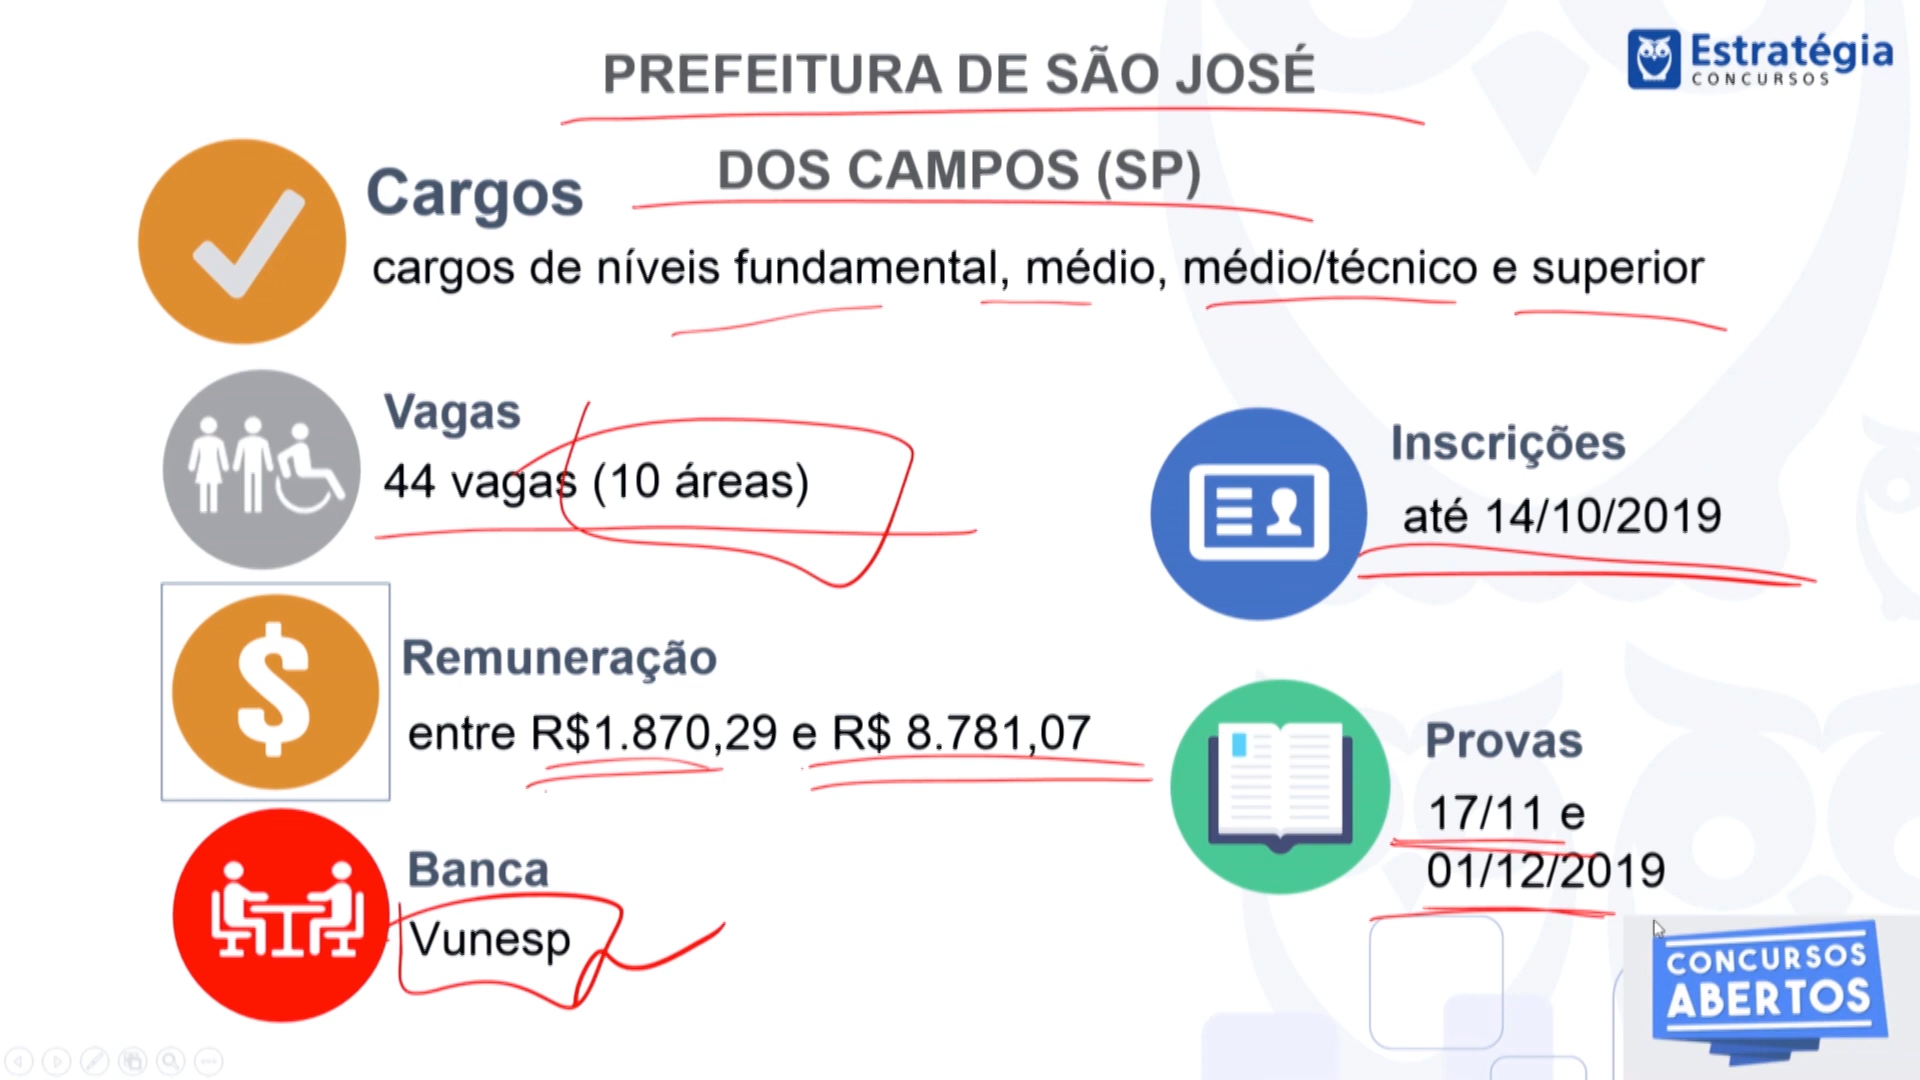 PREFEITURA DE SÃO JOSÉ
DOS CAMPOS (SP)
Estratégia
CONCURSOS
Cargos
cargos de níveis fundamental, médio, médio/técnico e superior
Vagas
44 vagas (10 áreas)
Inscrições
até 14/10/2019
Remuneração
entre R$1.870,29 e R$ 8.781,07
Provas
17/11 e
01/12/2019
Banca
Vunesp
CONCURSOS
ABERTOS